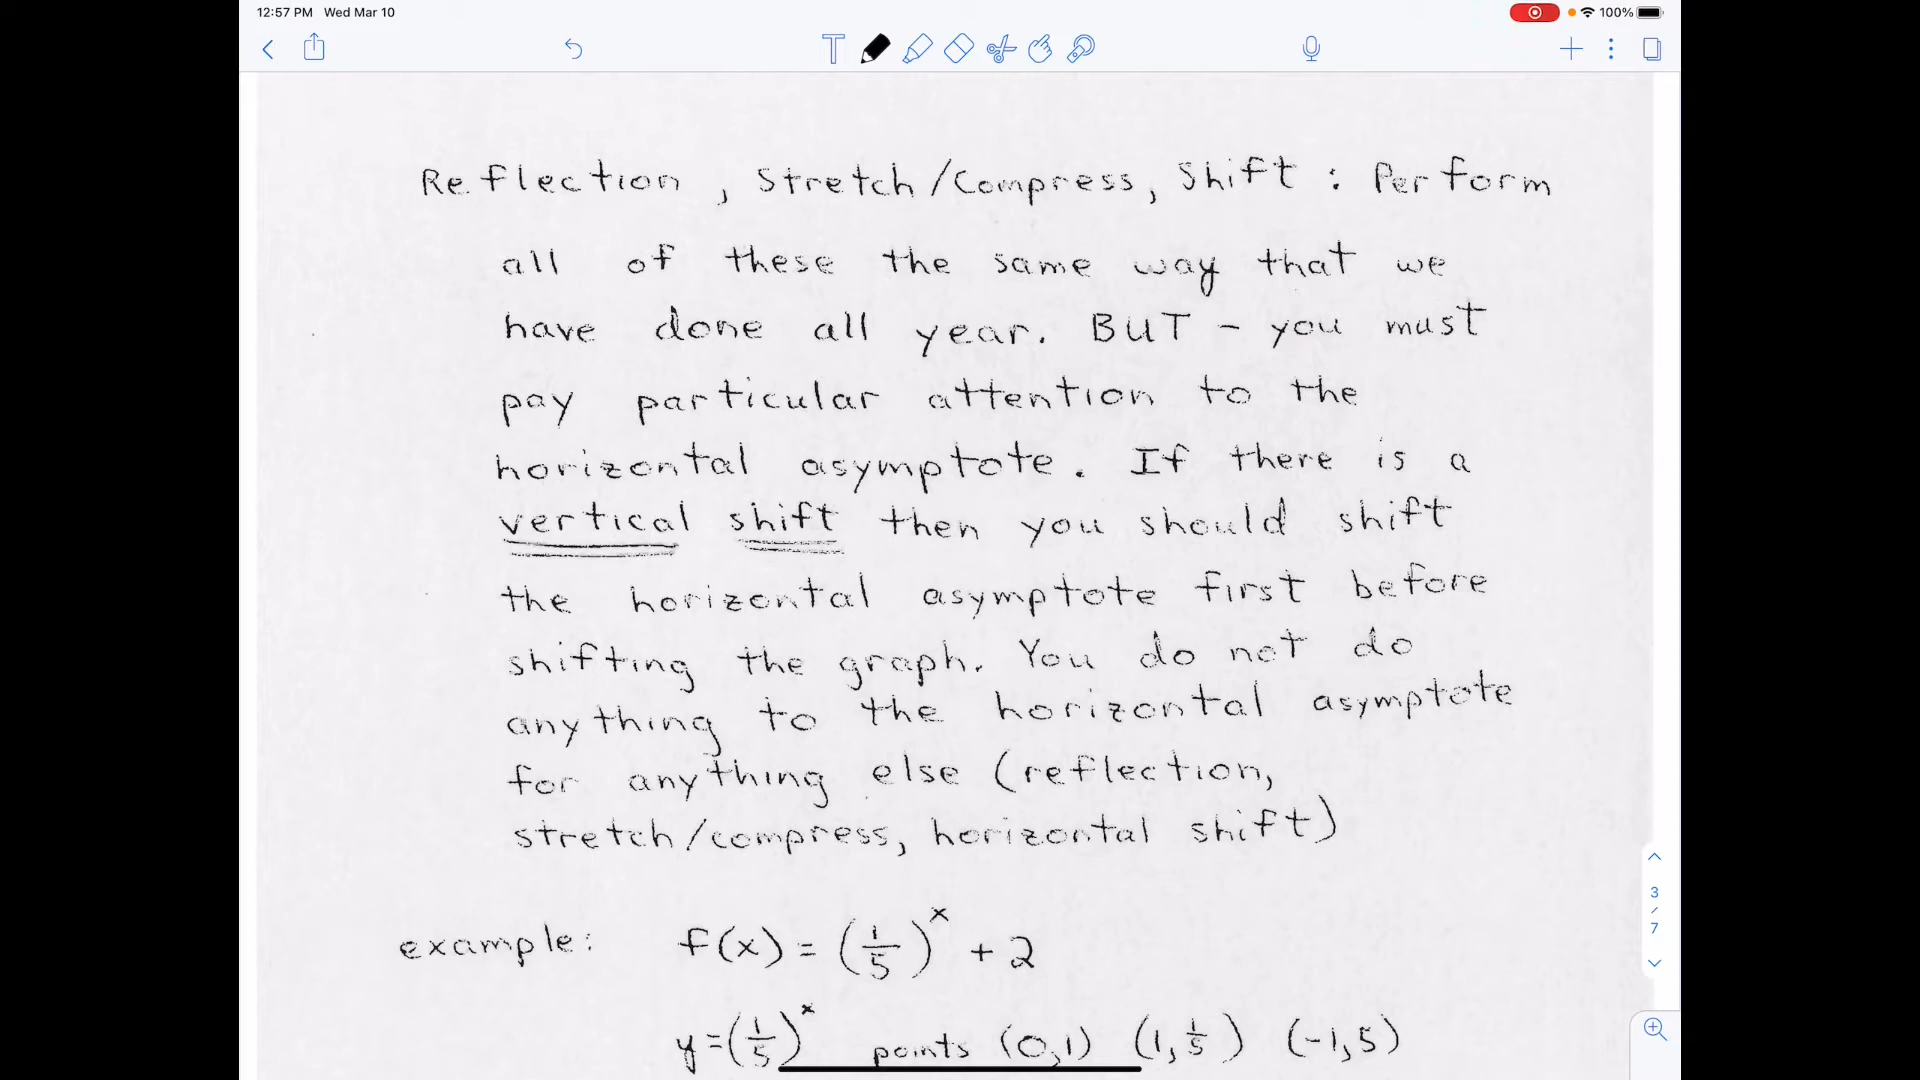 12:57 PM Wed Mar 10
100%
T
Reflection, Stretch/Compress, Shift: Perform
all of these the same way that we
have done all year. BUT - you must
pay particular attention to the
horizontal asymptote. If there is a
vertical shift then you should shift
the horizontal asymptote first before
shifting the graph. You do not do
anything to the horizontal asymptote
for anything else (reflection,
stretch/compress, horizontal shift)
example: f(x) = (1/5)^x + 2
y = (1/5)^x points (0,1) (1, 1/5) (-1, 5)
3
/
7